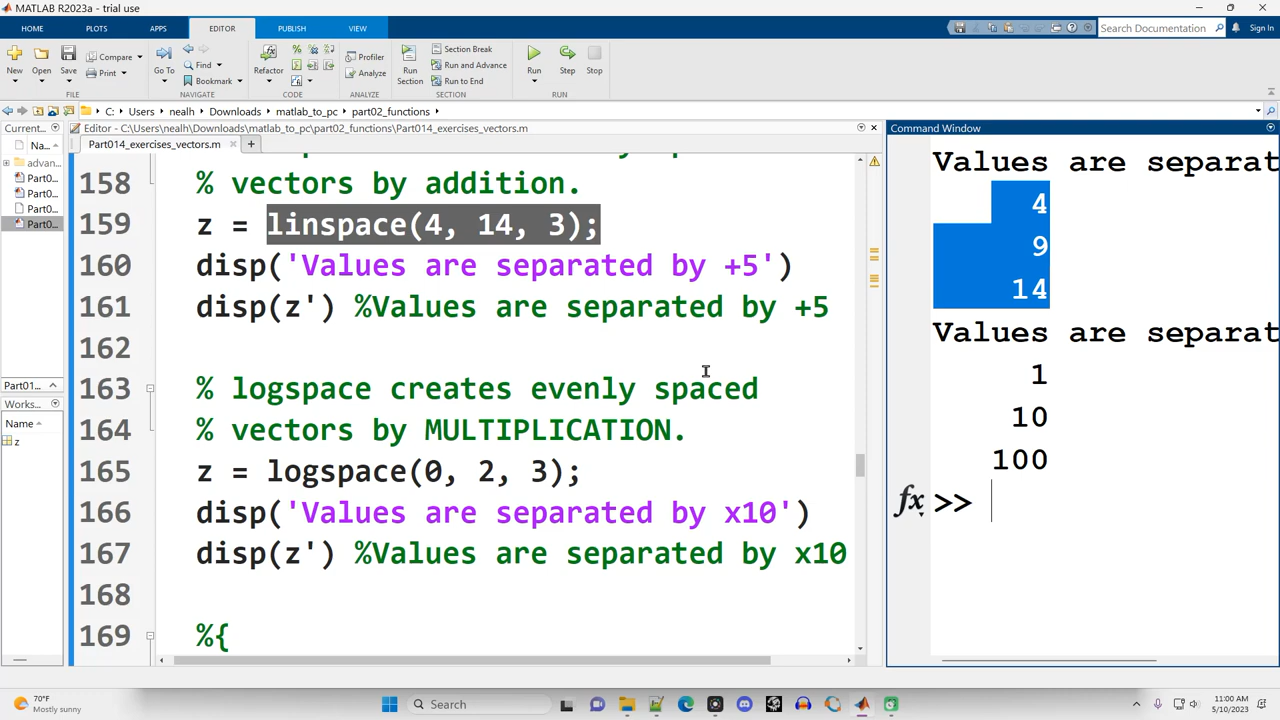 MATLAB R2023a - trial use
HOME PLOTS APPS EDITOR PUBLISH VIEW Search Documentation Sign In
New Open Save Compare Print Go To Find Bookmark Refactor Profiler Analyze Run Section Section Break Run and Advance Run to End Run Step Stop
FILE NAVIGATE CODE ANALYZE SECTION RUN
C: Users nealh Downloads matlab_to_pc part02_functions
Current... Editor - C:\Users\nealh\Downloads\matlab_to_pc\part02_functions\Part014_exercises_vectors.m Command Window
Na... Part014_exercises_vectors.m +
advan...
Part0...
Part0...
Part0...
Part0...
Part01...
Works...
Name
z
158 % vectors by addition.
159 z = linspace(4, 14, 3);
160 disp('Values are separated by +5')
161 disp(z') %Values are separated by +5
162
163 % logspace creates evenly spaced
164 % vectors by MULTIPLICATION.
165 z = logspace(0, 2, 3);
166 disp('Values are separated by x10')
167 disp(z') %Values are separated by x10
168
169 %{
Values are separat
4
9
14
Values are separat
1
10
100
fx >>
70°F
Mostly sunny
Search
11:00 AM
5/10/2023